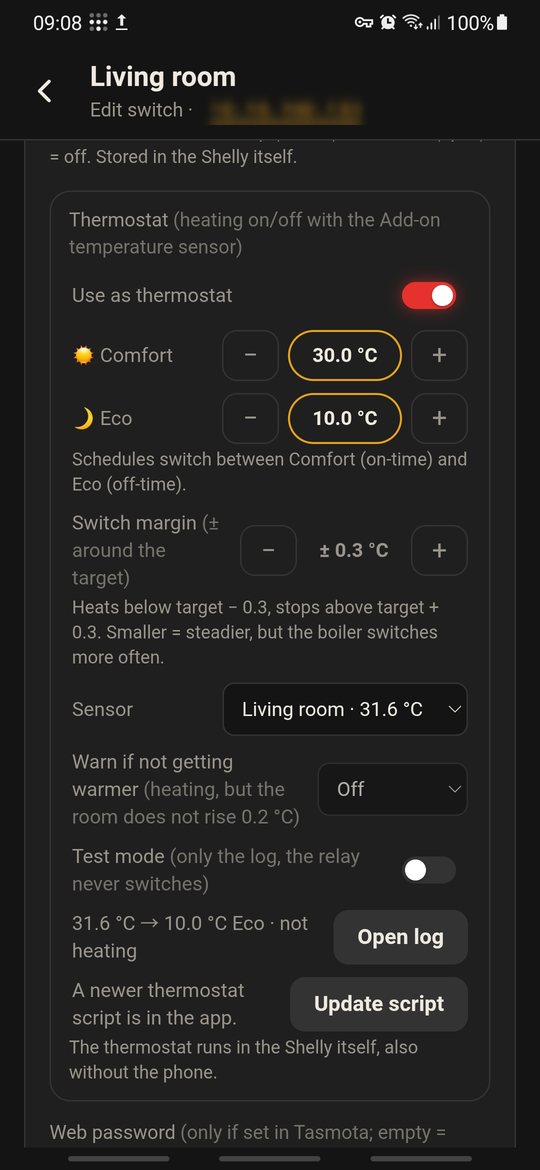 09:08
100%
Living room
Edit switch ·
= off. Stored in the Shelly itself.
Thermostat (heating on/off with the Add-on
temperature sensor)
Use as thermostat
Comfort
−
30.0 °C
+
Eco
−
10.0 °C
+
Schedules switch between Comfort (on-time) and
Eco (off-time).
Switch margin (±
around the
target)
−
± 0.3 °C
+
Heats below target − 0.3, stops above target +
0.3. Smaller = steadier, but the boiler switches
more often.
Sensor
Living room · 31.6 °C
Warn if not getting
warmer (heating, but the
room does not rise 0.2 °C)
Off
Test mode (only the log, the relay
never switches)
31.6 °C → 10.0 °C Eco · not
heating
Open log
A newer thermostat
script is in the app.
Update script
The thermostat runs in the Shelly itself, also
without the phone.
Web password (only if set in Tasmota; empty =